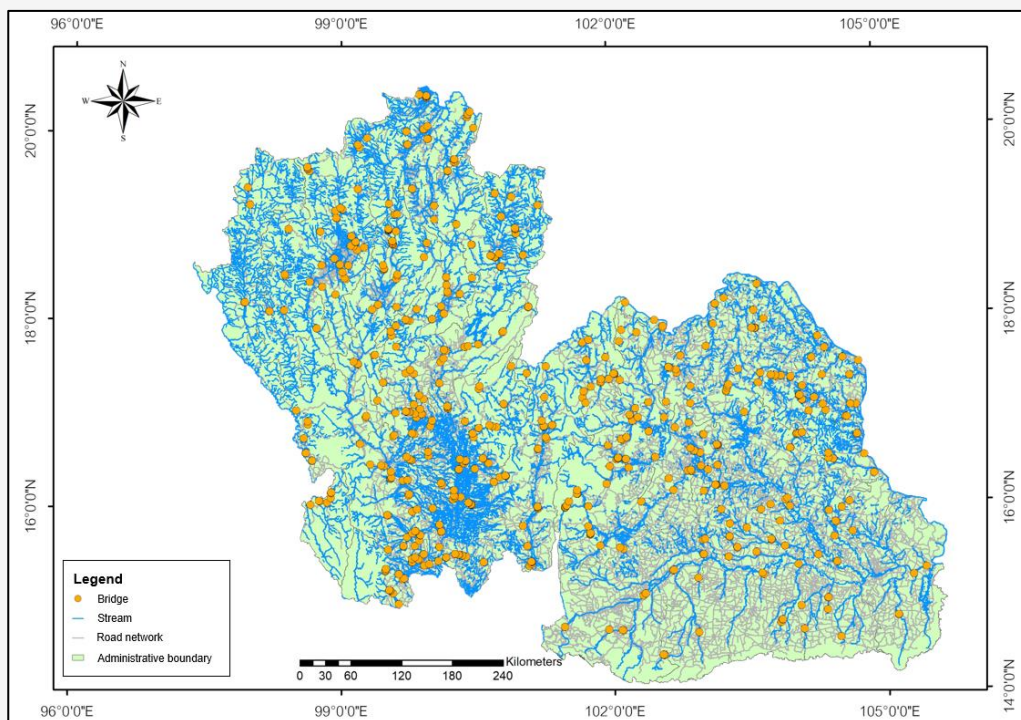 96°0'0"E 99°0'0"E 102°0'0"E 105°0'0"E
N
W E
S
20°0'0"N 20°0'0"N
18°0'0"N 18°0'0"N
16°0'0"N 16°0'0"N
14°0'0"N
Legend
Bridge
Stream
Road network
Administrative boundary
Kilometers
0 30 60 120 180 240
96°0'0"E 99°0'0"E 102°0'0"E 105°0'0"E